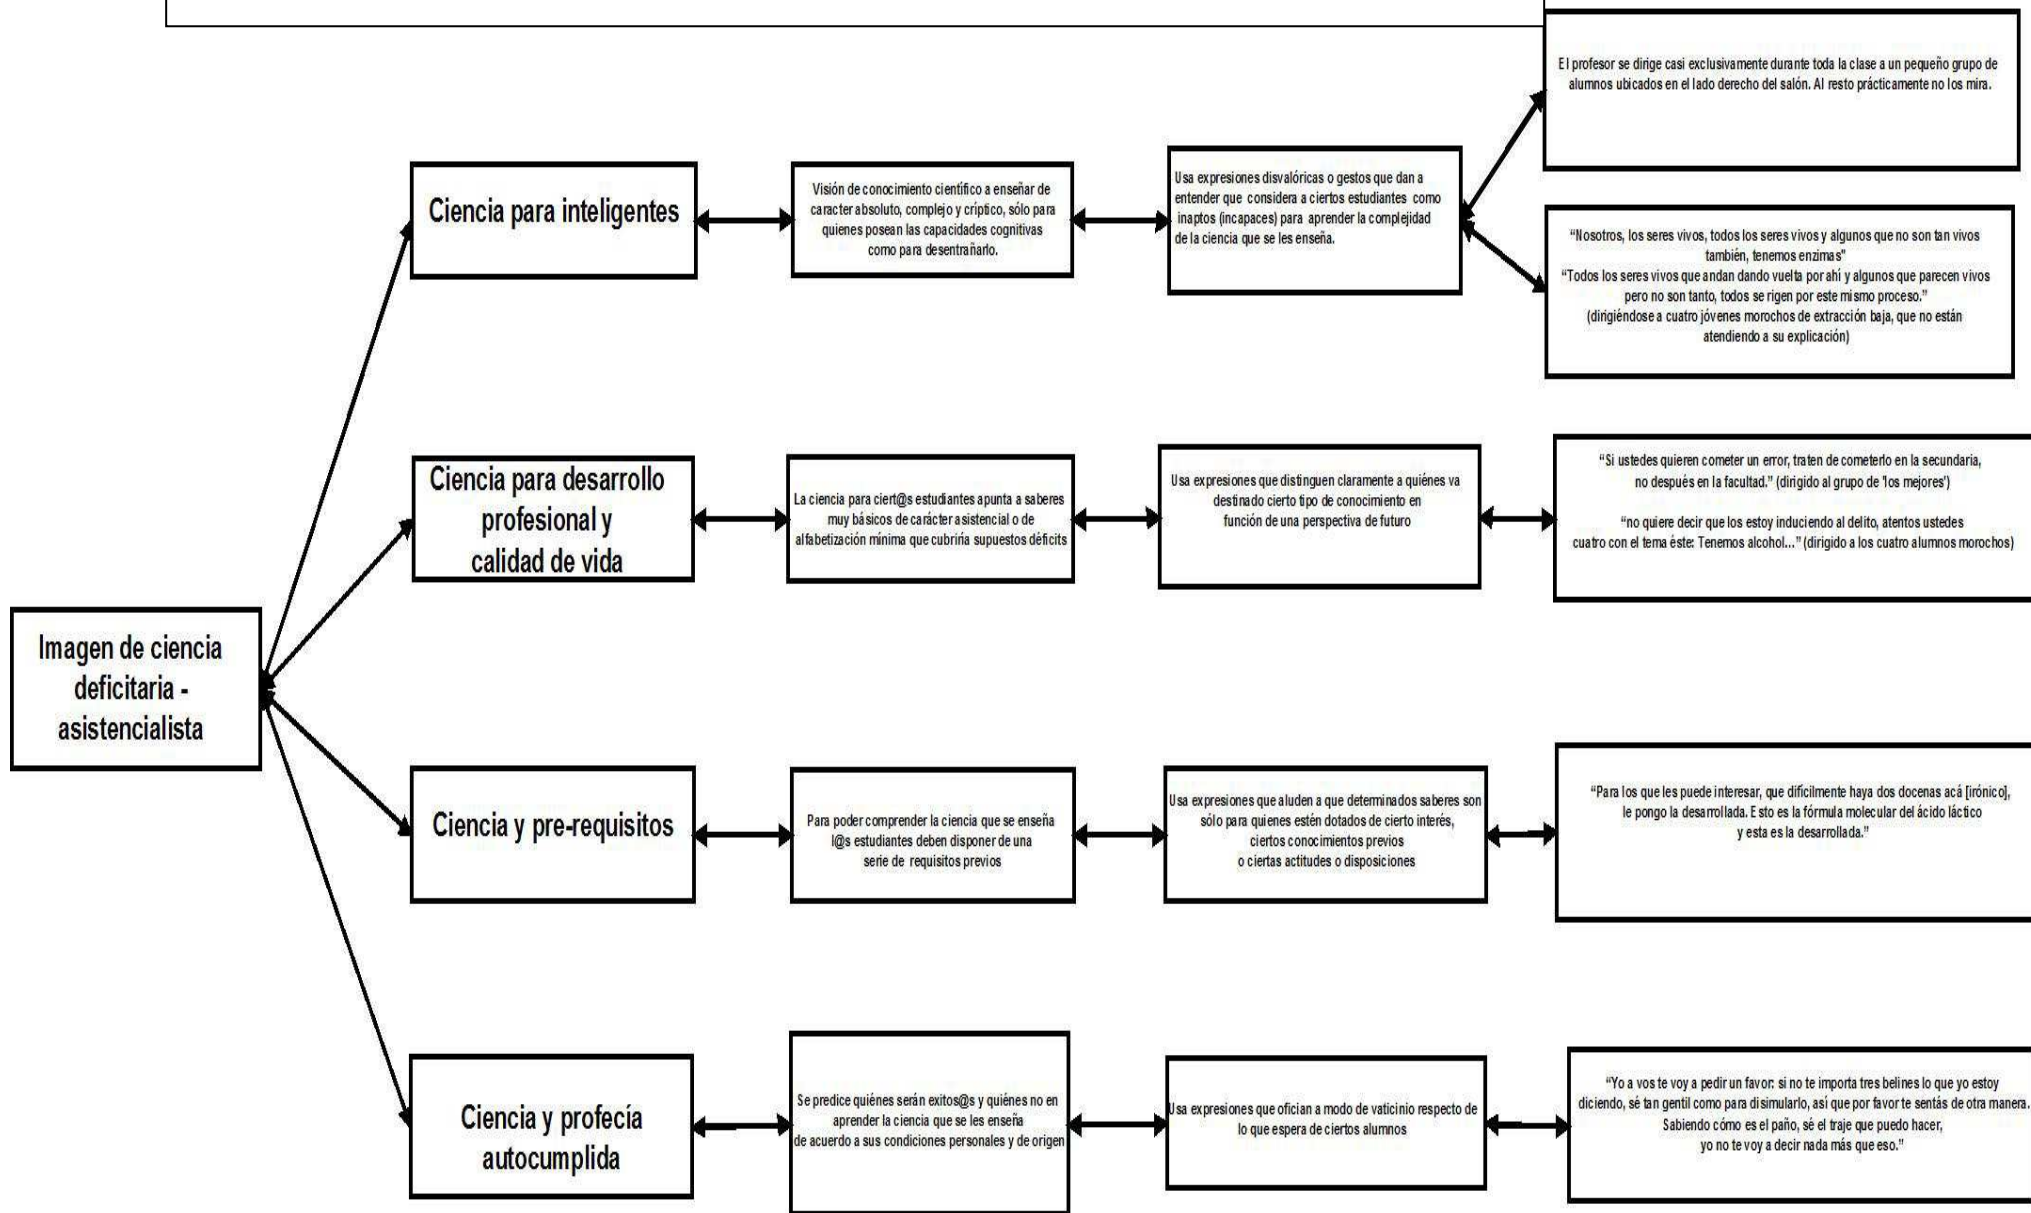 El profesor se dirige casi exclusivamente durante toda la clase a un pequeño grupo de
alumnos ubicados en el lado derecho del salón. Al resto prácticamente no los mira.
Ciencia para inteligentes
Visión de conocimiento científico a enseñar de
caracter absoluto, complejo y críptico, sólo para
quienes posean las capacidades cognitivas
como para desentrañarlo.
Usa expresiones disvalóricas o gestos que dan a
entender que considera a ciertos estudiantes como
inaptos (incapaces) para aprender la complejidad
de la ciencia que se les enseña.
“Nosotros, los seres vivos, todos los seres vivos y algunos que no son tan vivos
también, tenemos enzimas"
“Todos los seres vivos que andan dando vuelta por ahí y algunos que parecen vivos
pero no son tanto, todos se rigen por este mismo proceso.”
(dirigiéndose a cuatro jóvenes morochos de extracción baja, que no están
atendiendo a su explicación)
Ciencia para desarrollo
profesional y
calidad de vida
La ciencia para ciert@s estudiantes apunta a saberes
muy básicos de carácter asistencial o de
alfabetización mínima que cubriría supuestos déficits
Usa expresiones que distinguen claramente a quiénes va
destinado cierto tipo de conocimiento en
función de una perspectiva de futuro
“Si ustedes quieren cometer un error, traten de cometerlo en la secundaria,
no después en la facultad.” (dirigido al grupo de 'los mejores')
“no quiere decir que los estoy induciendo al delito, atentos ustedes
cuatro con el tema éste: Tenemos alcohol...” (dirigido a los cuatro alumnos morochos)
Imagen de ciencia
deficitaria -
asistencialista
Ciencia y pre-requisitos
Para poder comprender la ciencia que se enseña
l@s estudiantes deben disponer de una
serie de requisitos previos
Usa expresiones que aluden a que determinados saberes son
sólo para quienes estén dotados de cierto interés,
ciertos conocimientos previos
o ciertas actitudes o disposiciones
“Para los que les puede interesar, que difícilmente haya dos docenas acá [irónico],
le pongo la desarrollada. Esto es la fórmula molecular del ácido láctico
y esta es la desarrollada.”
Ciencia y profecía
autocumplida
Se predice quiénes serán exitos@s y quiénes no en
aprender la ciencia que se les enseña
de acuerdo a sus condiciones personales y de origen
Usa expresiones que ofician a modo de vaticinio respecto de
lo que espera de ciertos alumnos
“Yo a vos te voy a pedir un favor: si no te importa tres belines lo que yo estoy
diciendo, sé tan gentil como para disimularlo, así que por favor te sentás de otra manera.
Sabiendo cómo es el paño, sé el traje que puedo hacer,
yo no te voy a decir nada más que eso.”